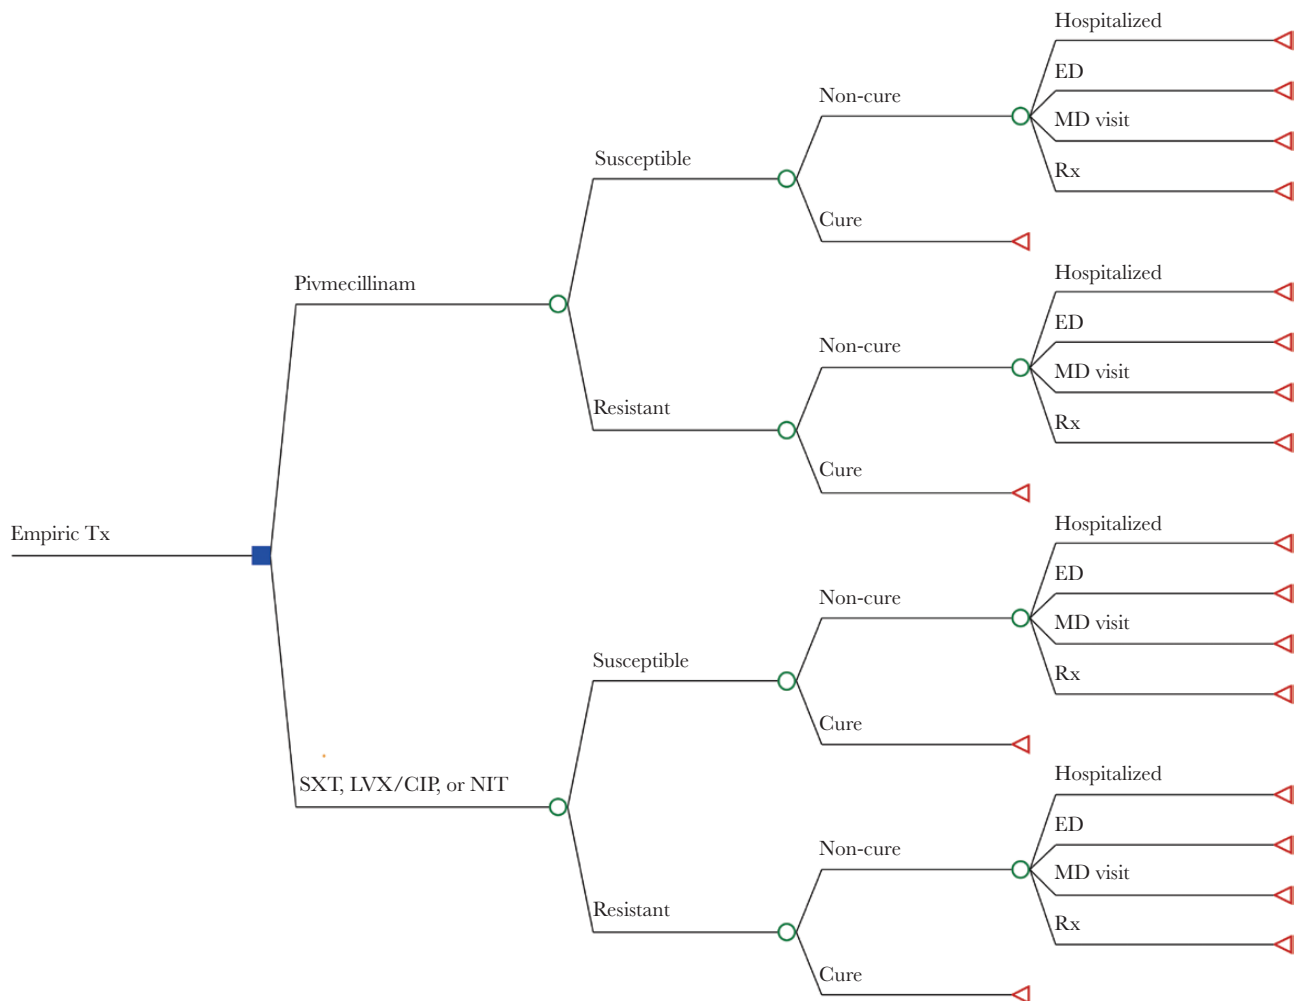 Hospitalized
ED
Non-cure
MD visit
Susceptible
Rx
Cure
Pivmecillinam
Hospitalized
ED
Non-cure
MD visit
Resistant
Rx
Cure
Empiric Tx
Hospitalized
ED
Non-cure
MD visit
Susceptible
Rx
Cure
SXT, LVX/CIP, or NIT
Hospitalized
ED
Non-cure
MD visit
Resistant
Rx
Cure